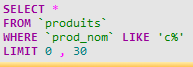 SELECT *
FROM `produits`
WHERE `prod_nom` LIKE 'c%'
LIMIT 0 , 30